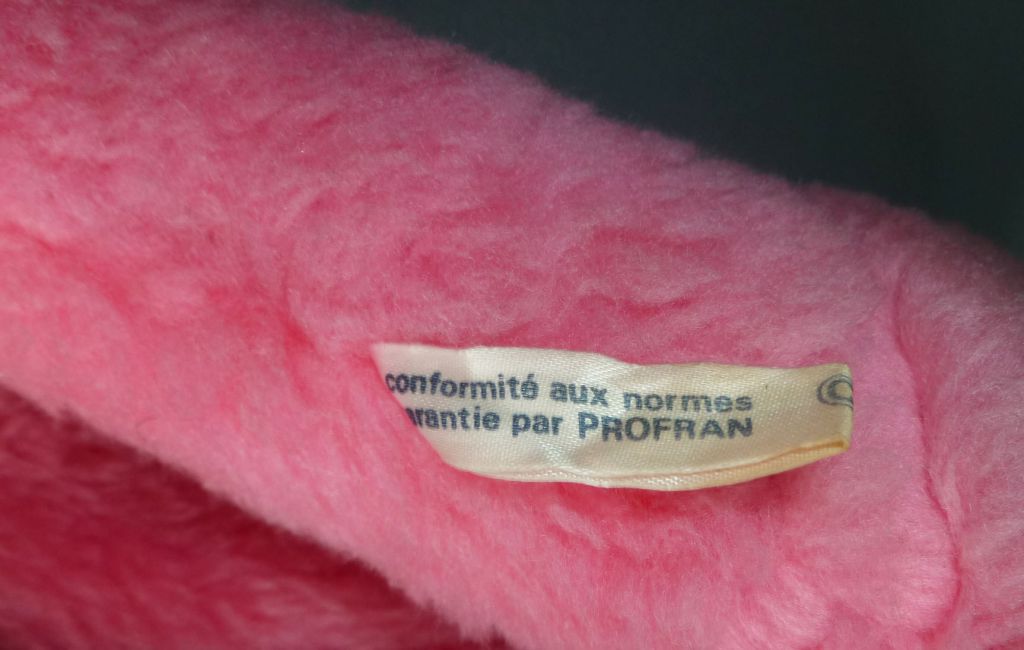 conformité aux normes
arantie par PROFRAN